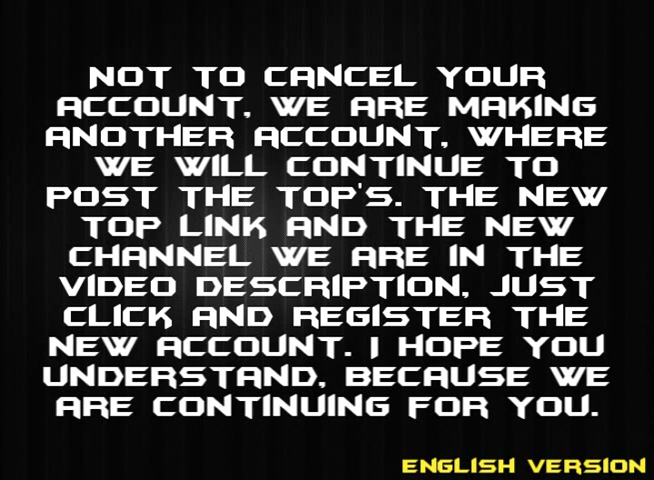 NOT TO CANCEL YOUR
ACCOUNT, WE ARE MAKING
ANOTHER ACCOUNT, WHERE
WE WILL CONTINUE TO
POST THE TOP'S. THE NEW
TOP LINK AND THE NEW
CHANNEL WE ARE IN THE
VIDEO DESCRIPTION, JUST
CLICK AND REGISTER THE
NEW ACCOUNT. I HOPE YOU
UNDERSTAND, BECAUSE WE
ARE CONTINUING FOR YOU.
ENGLISH VERSION